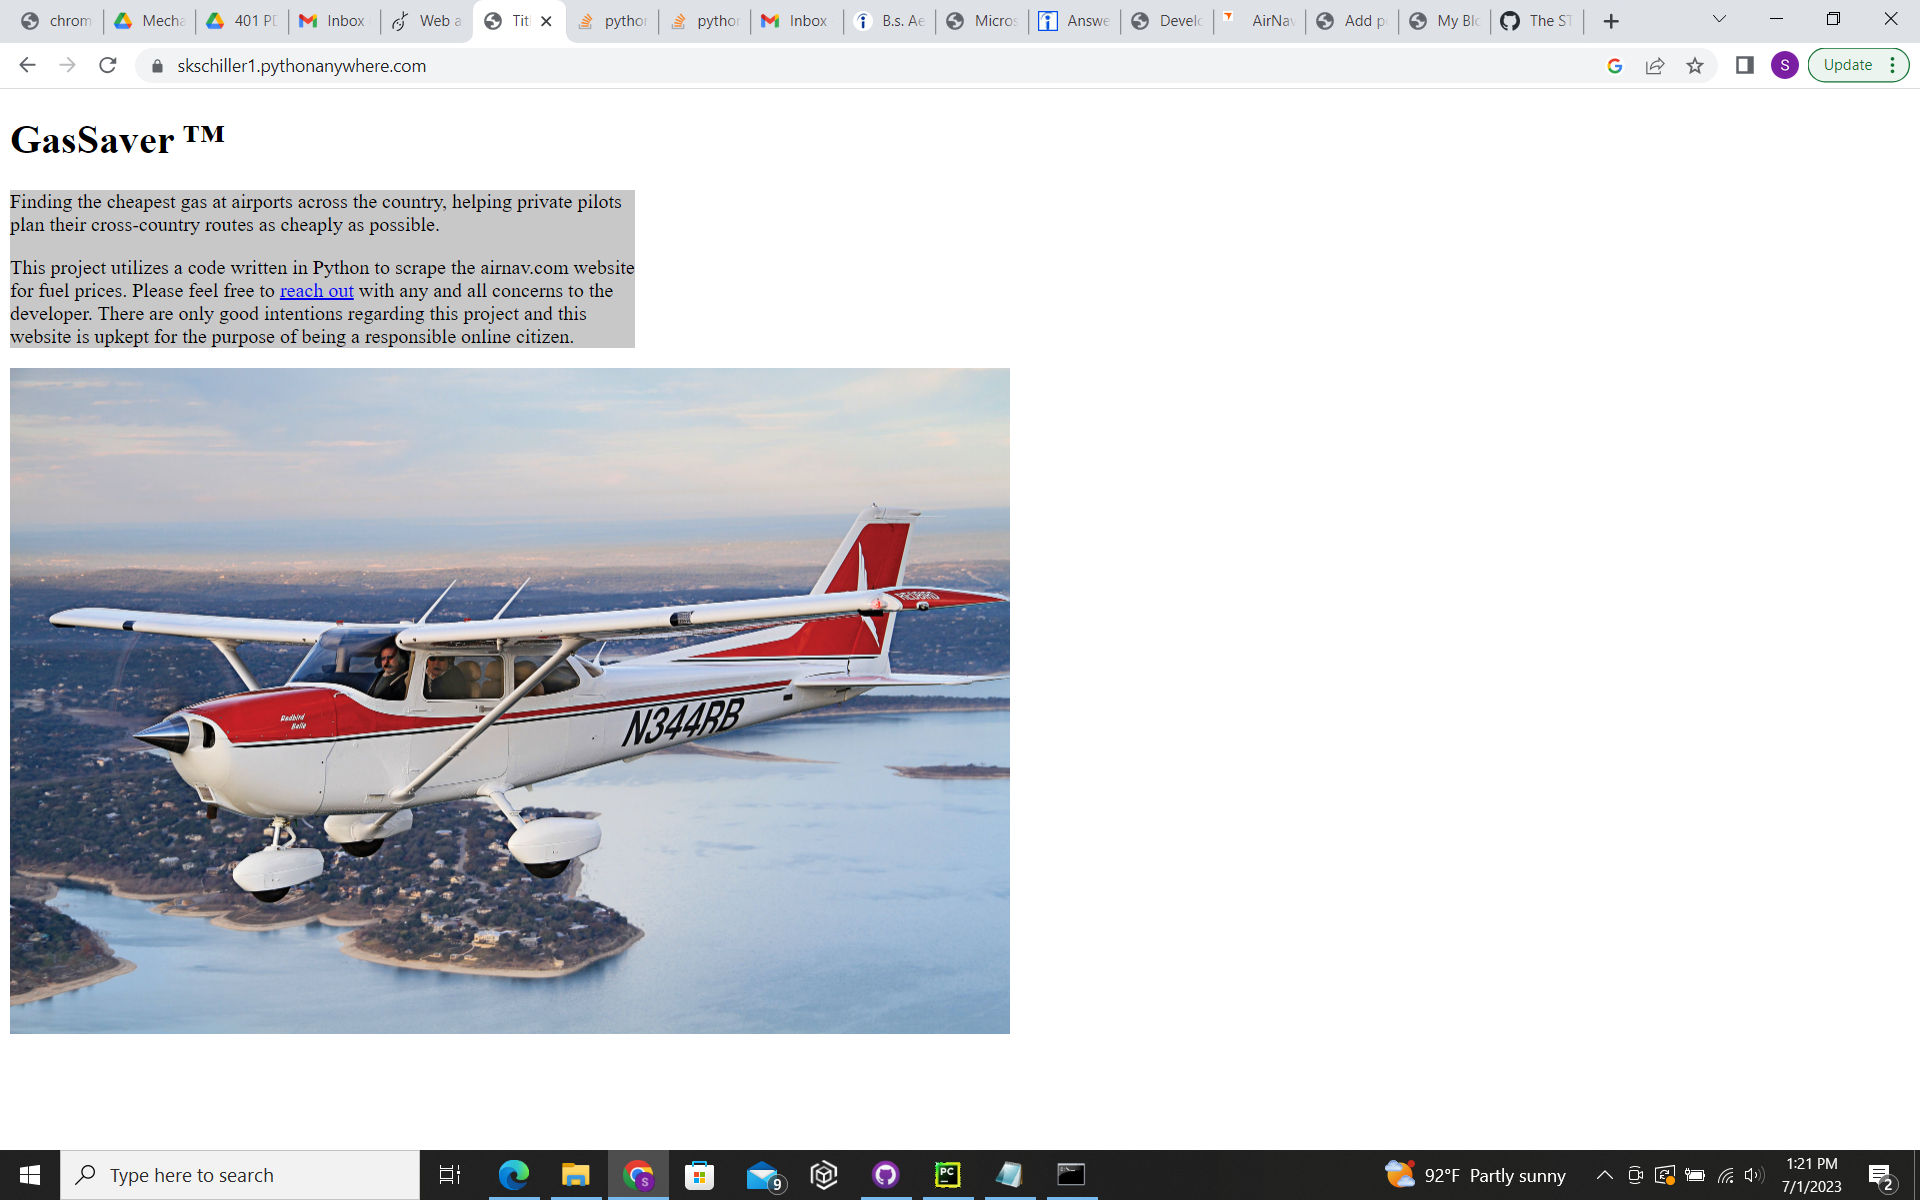 chrom
Mecha
401 PD
Inbox
Web a
Tit
python
python
Inbox
B.s. Ae
Micros
Answe
Develo
AirNav
Add p
My Blo
The ST
skschiller1.pythonanywhere.com
S
Update
GasSaver ™
Finding the cheapest gas at airports across the country, helping private pilots
plan their cross-country routes as cheaply as possible.
This project utilizes a code written in Python to scrape the airnav.com website
for fuel prices. Please feel free to reach out with any and all concerns to the
developer. There are only good intentions regarding this project and this
website is upkept for the purpose of being a responsible online citizen.
REDBIRD
Redbird
Belle
N344RB
Type here to search
S
9
PC
92°F Partly sunny
1:21 PM
7/1/2023
2